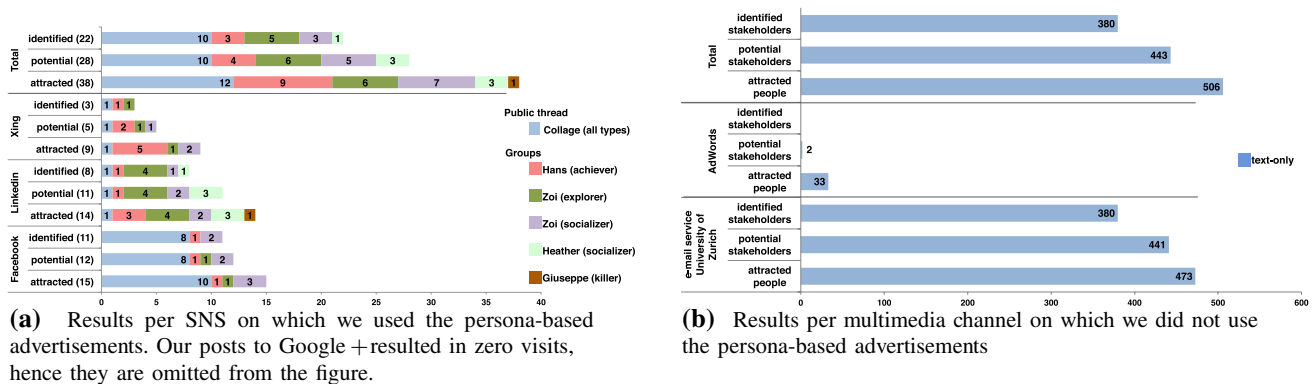 Total
identified (22) 10 3 5 3 1
potential (28) 10 4 6 5 3
attracted (38) 12 9 6 7 3 1
Xing
identified (3) 1 1 1
potential (5) 1 2 1 1
attracted (9) 1 5 1 2
Linkedin
identified (8) 1 1 4 1 1
potential (11) 1 1 4 2 3
attracted (14) 1 3 4 2 3 1
Facebook
identified (11) 8 1 2
potential (12) 8 1 1 2
attracted (15) 10 1 1 3
0 5 10 15 20 25 30 35 40
Public thread
Collage (all types)
Groups
Hans (achiever)
Zoi (explorer)
Zoi (socializer)
Heather (socializer)
Giuseppe (killer)
(a) Results per SNS on which we used the persona-based
advertisements. Our posts to Google +resulted in zero visits,
hence they are omitted from the figure.
Total
identified
stakeholders
380
potential
stakeholders
443
attracted
people
506
AdWords
identified
stakeholders
potential
stakeholders
2
attracted
people
33
e-mail service
University of
Zurich
identified
stakeholders
380
potential
stakeholders
441
attracted
people
473
0 100 200 300 400 500 600
text-only
(b) Results per multimedia channel on which we did not use
the persona-based advertisements